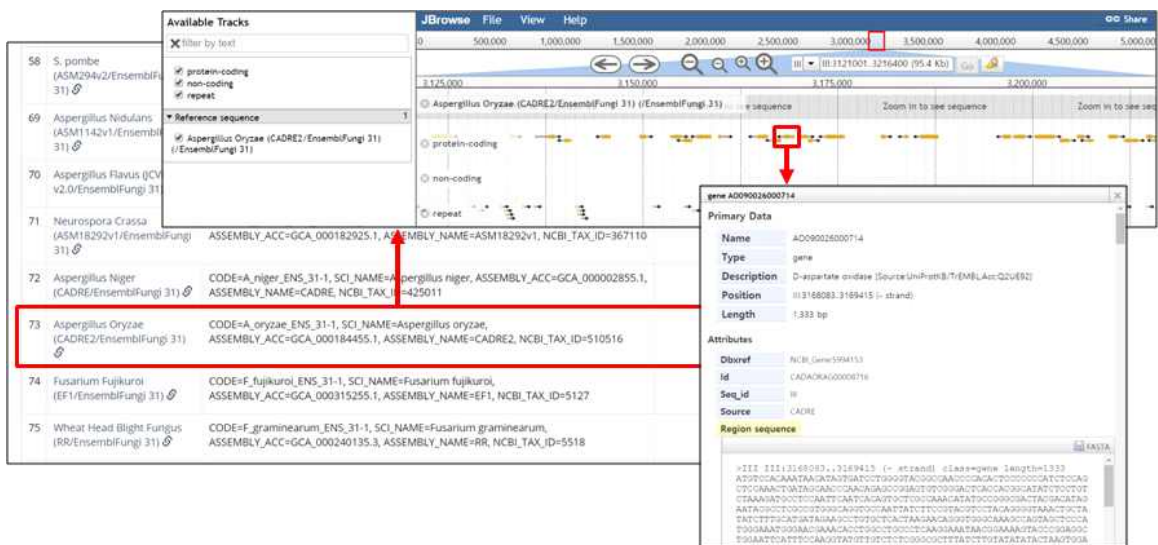 Available Tracks
filter by text
protein-coding
non-coding
repeat
Reference sequence 1
Aspergillus Oryzae (CADRE2/EnsemblFungi 31)
(/EnsemblFungi 31)
JBrowse File View Help Share
0 500,000 1,000,000 1,500,000 2,000,000 2,500,000 3,000,000 3,500,000 4,000,000 4,500,000 5,000,00
III III:3121001..3216400 (95.4 Kb) Go
3,125,000 3,150,000 3,175,000 3,200,000
Aspergillus Oryzae (CADRE2/EnsemblFungi 31) (/EnsemblFungi 31) e sequence Zoom in to see sequence Zoom in to see seq
protein-coding
non-coding
repeat
58 S. pombe
(ASM294v2/EnsemblFu
31)
69 Aspergillus Nidulans
(ASM1142v1/Ensembl
31)
70 Aspergillus Flavus (JCV
v2.0/EnsemblFungi 31)
71 Neurospora Crassa
(ASM18292v1/EnsemblFungi
31)
ASSEMBLY_ACC=GCA_000182925.1, ASSEMBLY_NAME=ASM18292v1, NCBI_TAX_ID=367110
72 Aspergillus Niger
(CADRE/EnsemblFungi 31)
CODE=A_niger_ENS_31-1, SCI_NAME=Aspergillus niger, ASSEMBLY_ACC=GCA_000002855.1,
ASSEMBLY_NAME=CADRE, NCBI_TAX_ID=425011
73 Aspergillus Oryzae
(CADRE2/EnsemblFungi 31)
CODE=A_oryzae_ENS_31-1, SCI_NAME=Aspergillus oryzae,
ASSEMBLY_ACC=GCA_000184455.1, ASSEMBLY_NAME=CADRE2, NCBI_TAX_ID=510516
74 Fusarium Fujikuroi
(EF1/EnsemblFungi 31)
CODE=F_fujikuroi_ENS_31-1, SCI_NAME=Fusarium fujikuroi,
ASSEMBLY_ACC=GCA_000315255.1, ASSEMBLY_NAME=EF1, NCBI_TAX_ID=5127
75 Wheat Head Blight Fungus
(RR/EnsemblFungi 31)
CODE=F_graminearum_ENS_31-1, SCI_NAME=Fusarium graminearum,
ASSEMBLY_ACC=GCA_000240135.3, ASSEMBLY_NAME=RR, NCBI_TAX_ID=5518
gene AO090026000714
Primary Data
Name AO090026000714
Type gene
Description D-aspartate oxidase [Source:UniProtKB/TrEMBL;Acc:Q2UE92]
Position III:3168083..3169415 (- strand)
Length 1,333 bp
Attributes
Dbxref NCBI_Gene:5994153
Id CADAORAG00008716
Seq_id III
Source CADRE
Region sequence
FASTA
>III III:3168083..3169415 (- strand) class=gene length=1333